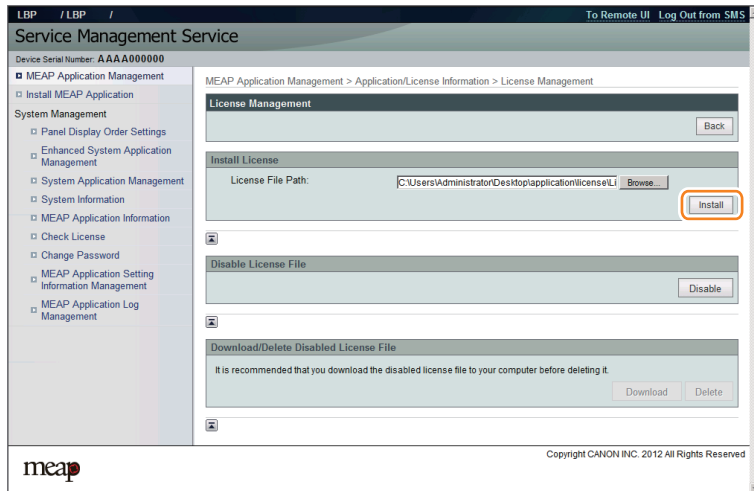 LBP / LBP /
To Remote UI Log Out from SMS
Service Management Service
Device Serial Number: AAAA000000
MEAP Application Management
Install MEAP Application
System Management
Panel Display Order Settings
Enhanced System Application
Management
System Application Management
System Information
MEAP Application Information
Check License
Change Password
MEAP Application Setting
Information Management
MEAP Application Log
Management
MEAP Application Management > Application/License Information > License Management
License Management
Back
Install License
License File Path: C:\Users\Administrator\Desktop\application\license\Li Browse...
Install
Disable License File
Disable
Download/Delete Disabled License File
It is recommended that you download the disabled license file to your computer before deleting it.
Download Delete
Copyright CANON INC. 2012 All Rights Reserved
meap